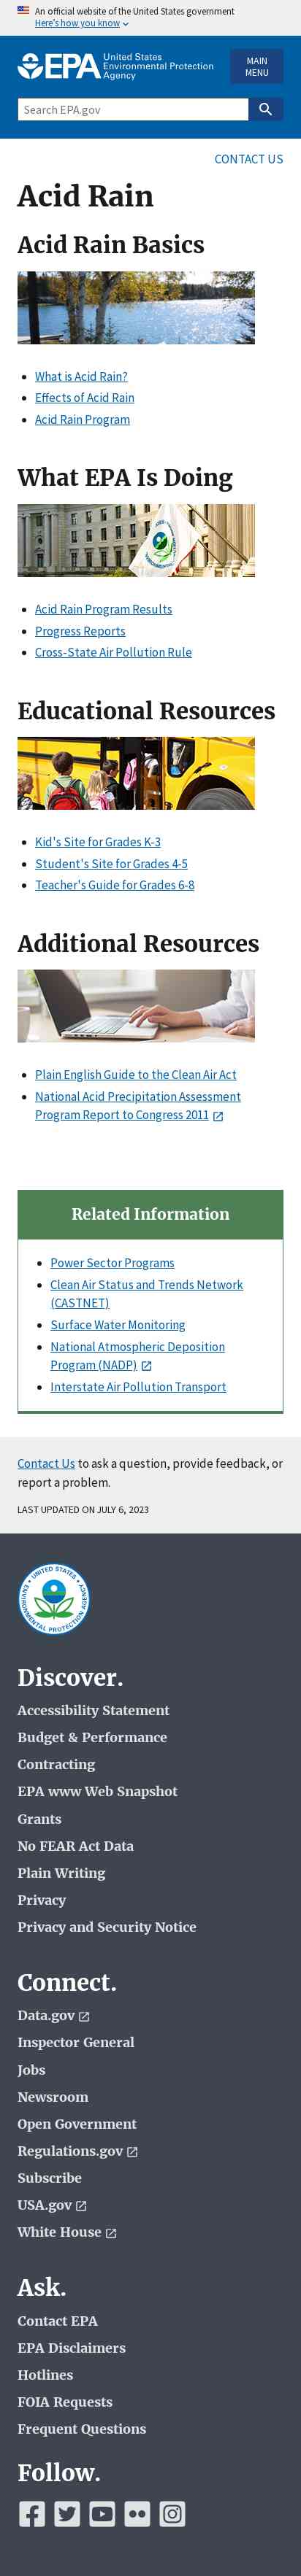 An official website of the United States government
Here's how you know
EPA United States
Environmental Protection
Agency
MAIN
MENU
Search EPA.gov
CONTACT US
Acid Rain
Acid Rain Basics
What is Acid Rain?
Effects of Acid Rain
Acid Rain Program
What EPA Is Doing
Acid Rain Program Results
Progress Reports
Cross-State Air Pollution Rule
Educational Resources
Kid's Site for Grades K-3
Student's Site for Grades 4-5
Teacher's Guide for Grades 6-8
Additional Resources
Plain English Guide to the Clean Air Act
National Acid Precipitation Assessment
Program Report to Congress 2011
Related Information
Power Sector Programs
Clean Air Status and Trends Network
(CASTNET)
Surface Water Monitoring
National Atmospheric Deposition
Program (NADP)
Interstate Air Pollution Transport
Contact Us to ask a question, provide feedback, or
report a problem.
LAST UPDATED ON JULY 6, 2023
UNITED STATES
ENVIRONMENTAL PROTECTION AGENCY
Discover.
Accessibility Statement
Budget & Performance
Contracting
EPA www Web Snapshot
Grants
No FEAR Act Data
Plain Writing
Privacy
Privacy and Security Notice
Connect.
Data.gov
Inspector General
Jobs
Newsroom
Open Government
Regulations.gov
Subscribe
USA.gov
White House
Ask.
Contact EPA
EPA Disclaimers
Hotlines
FOIA Requests
Frequent Questions
Follow.